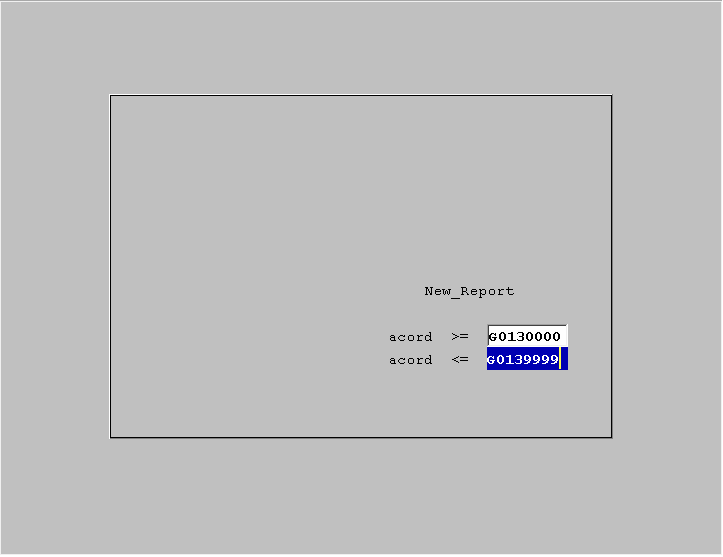 New_Report
acord >= G0130000
acord <= G0139999